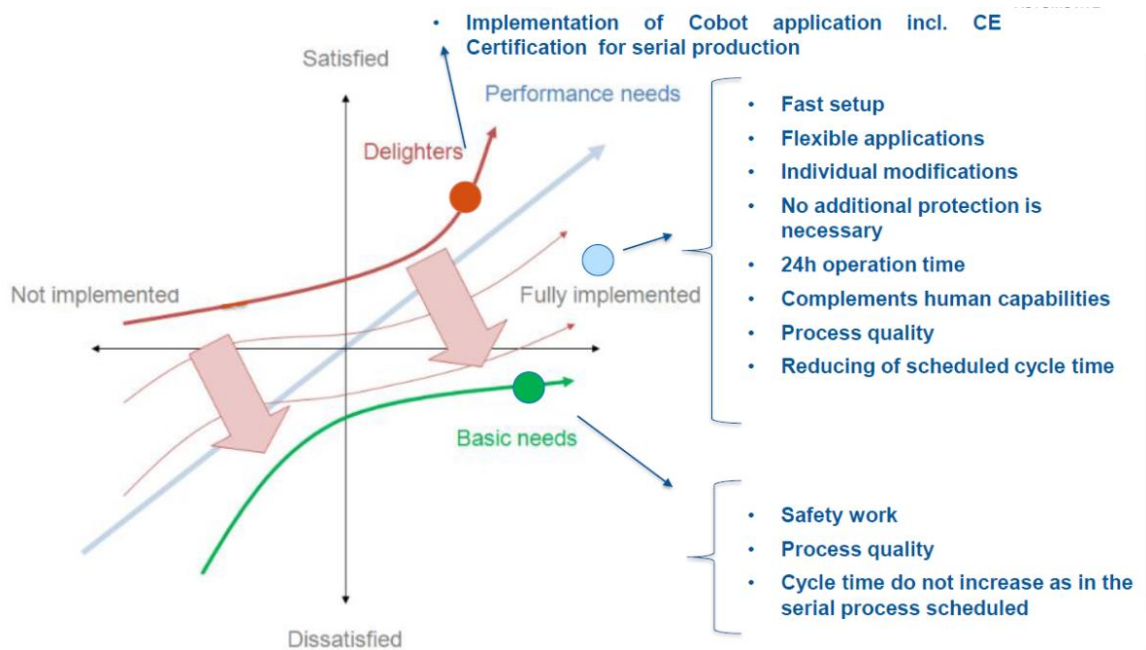 • Implementation of Cobot application incl. CE
Certification for serial production
Satisfied
Performance needs
Delighters
Not implemented
Fully implemented
Basic needs
Dissatisfied
• Fast setup
• Flexible applications
• Individual modifications
• No additional protection is
necessary
• 24h operation time
• Complements human capabilities
• Process quality
• Reducing of scheduled cycle time
• Safety work
• Process quality
• Cycle time do not increase as in the
serial process scheduled